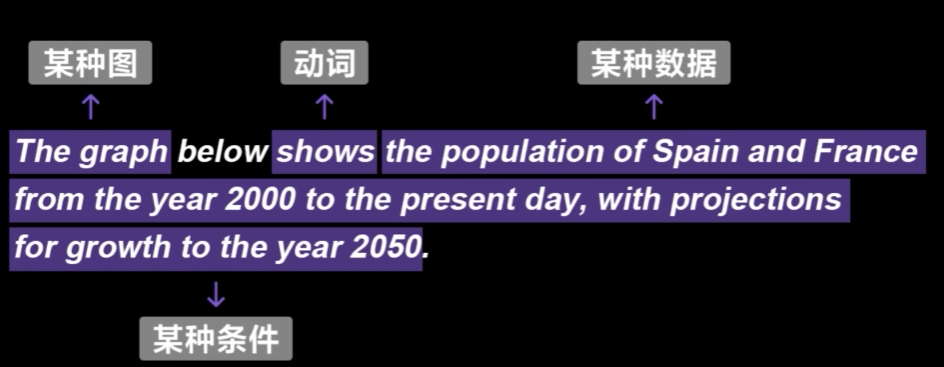 某种图 动词 某种数据
The graph below shows the population of Spain and France
from the year 2000 to the present day, with projections
for growth to the year 2050.
某种条件